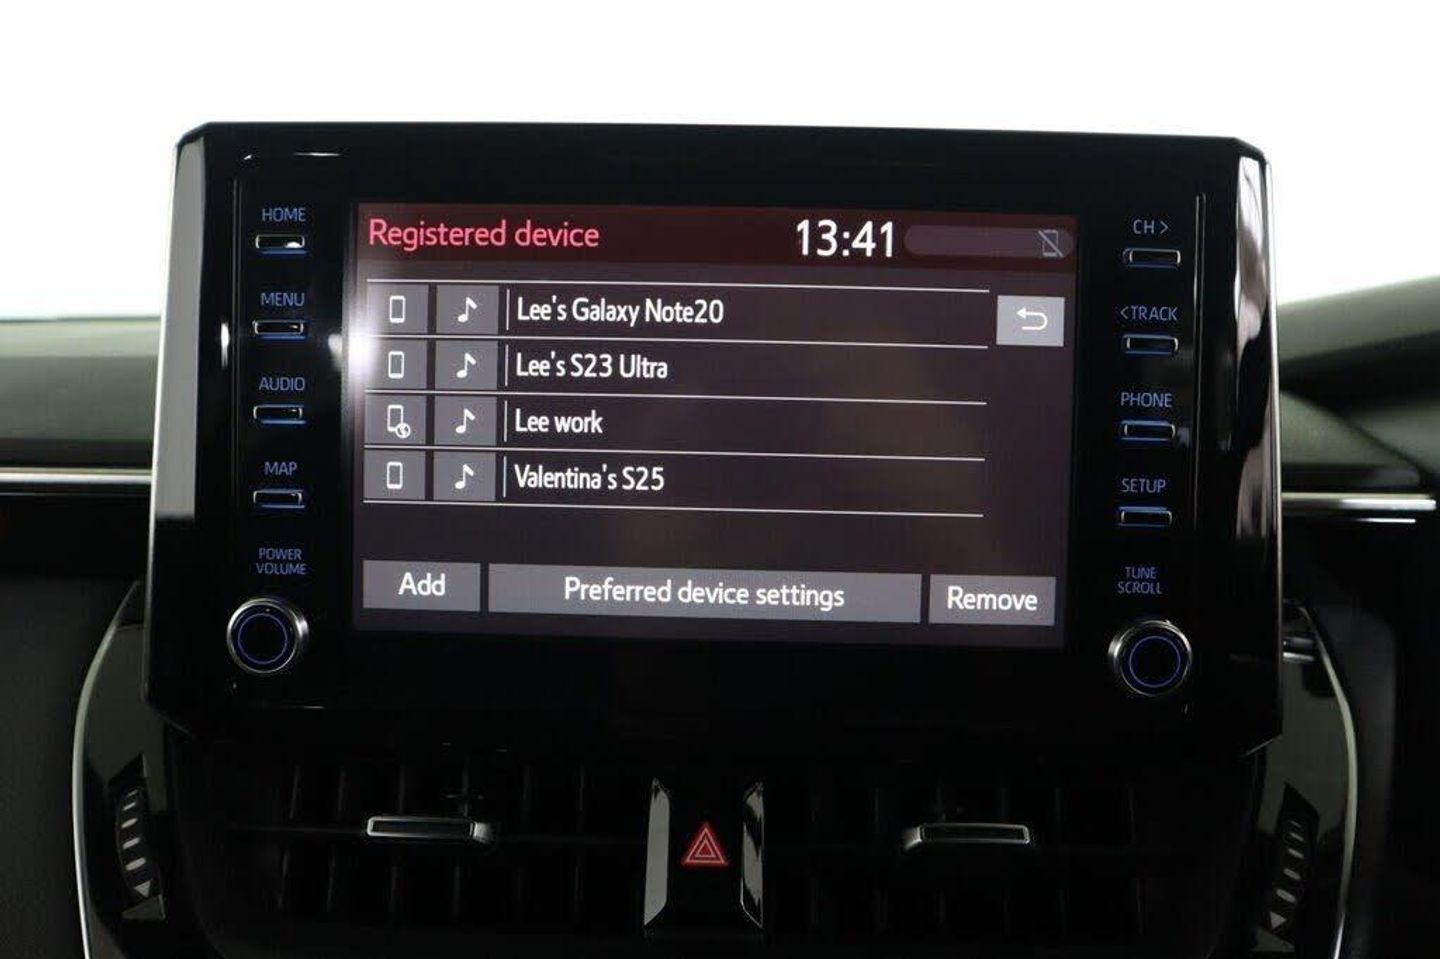 HOME
MENU
AUDIO
MAP
POWER
VOLUME
Registered device 13:41
Lee's Galaxy Note20
Lee's S23 Ultra
Lee work
Valentina's S25
Add Preferred device settings Remove
CH >
<TRACK
PHONE
SETUP
TUNE
SCROLL